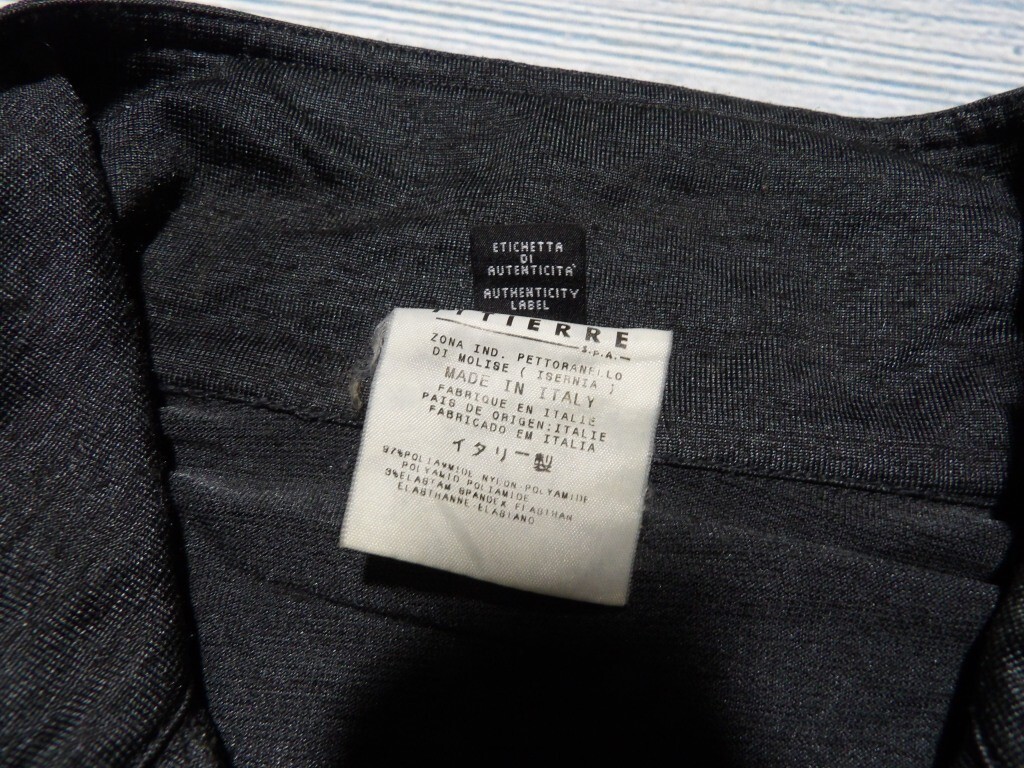 ETICHETTA
DI
AUTENTICITA'
AUTHENTICITY
LABEL
ITTIERRE
S.P.A.
ZONA IND. PETTORANELLO
DI MOLISE ( ISERNIA )
MADE IN ITALY
FABRIQUE EN ITALIE
PAIS DE ORIGEN:ITALIE
FABRICADO EM ITALIA
イタリー製
97%POLIAMMIDE NYLON-POLYAMIDE
POLYAMID POLIAMIDE
3%ELASTAM SPANDEX ELASTHAN
ELASTHANNE-ELASTANO